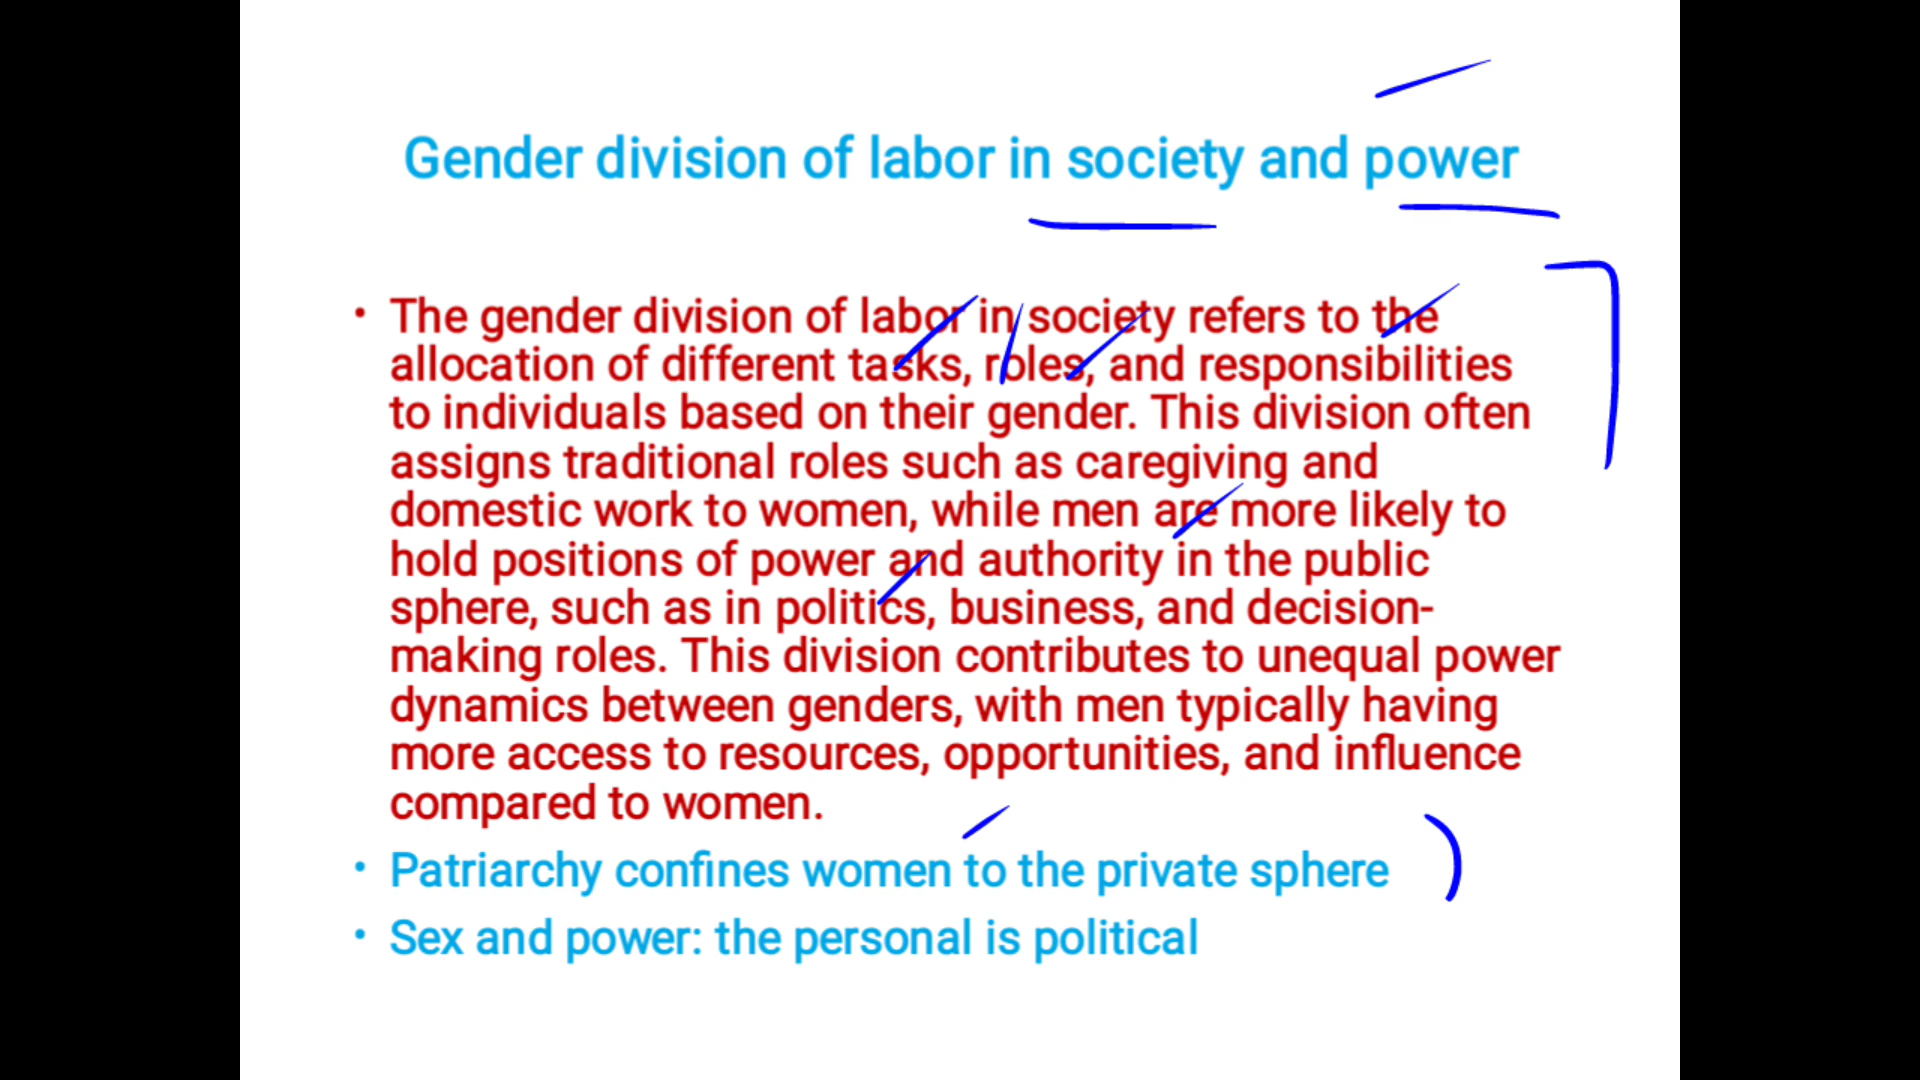 Gender division of labor in society and power
• The gender division of labor in society refers to the
allocation of different tasks, roles, and responsibilities
to individuals based on their gender. This division often
assigns traditional roles such as caregiving and
domestic work to women, while men are more likely to
hold positions of power and authority in the public
sphere, such as in politics, business, and decision-
making roles. This division contributes to unequal power
dynamics between genders, with men typically having
more access to resources, opportunities, and influence
compared to women.
• Patriarchy confines women to the private sphere
• Sex and power: the personal is political